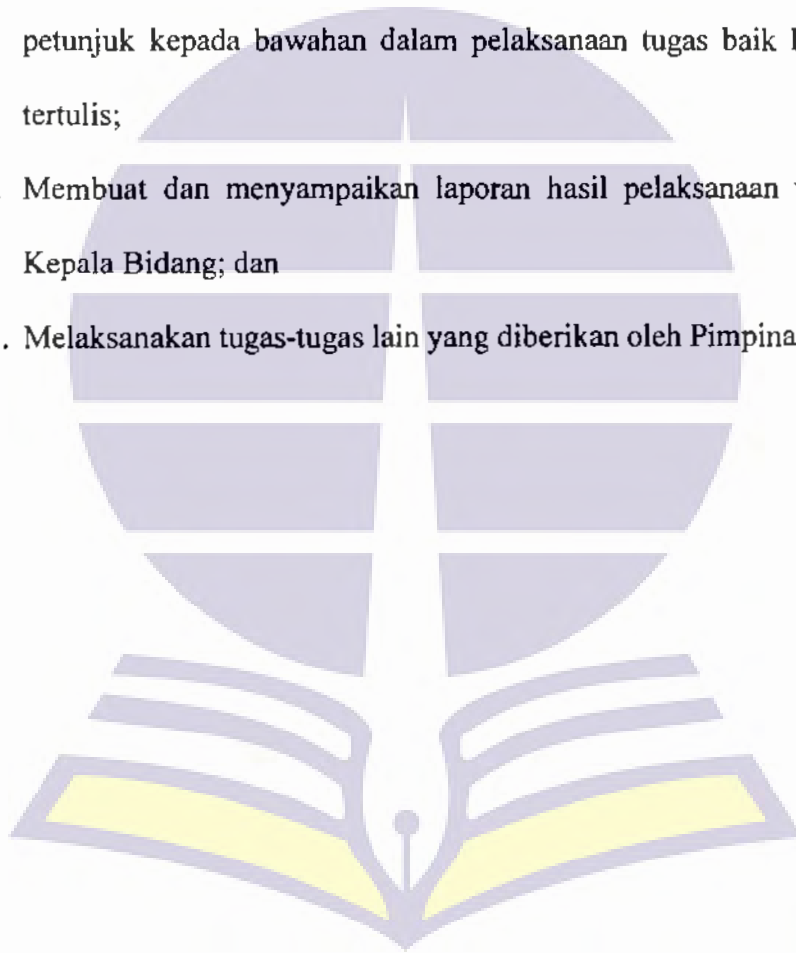 petunjuk kepada bawahan dalam pelaksanaan tugas baik
tertulis;
Membuat dan menyampaikan laporan hasil pelaksanaan
Kepala Bidang; dan
. Melaksanakan tugas-tugas lain yang diberikan oleh Pimpina